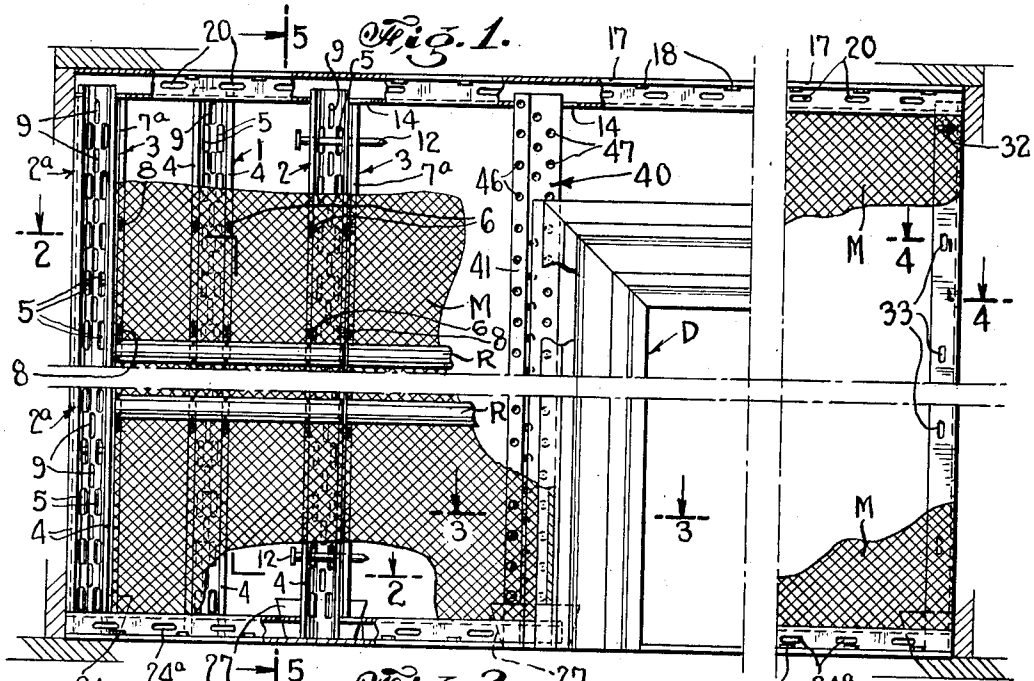 Fig. 1.
20 5 9 5 17 18 17 20
9 7ª 9 5 14 12 14 47 32
2ª 3 4 1 4 2 3 7ª 46 40
8 6 M
2 41 4
5 M 33 4
6 8 D
8 R
2ª R
9
5 3 3 M
4 12 4 4 2
24ª 27 5 27